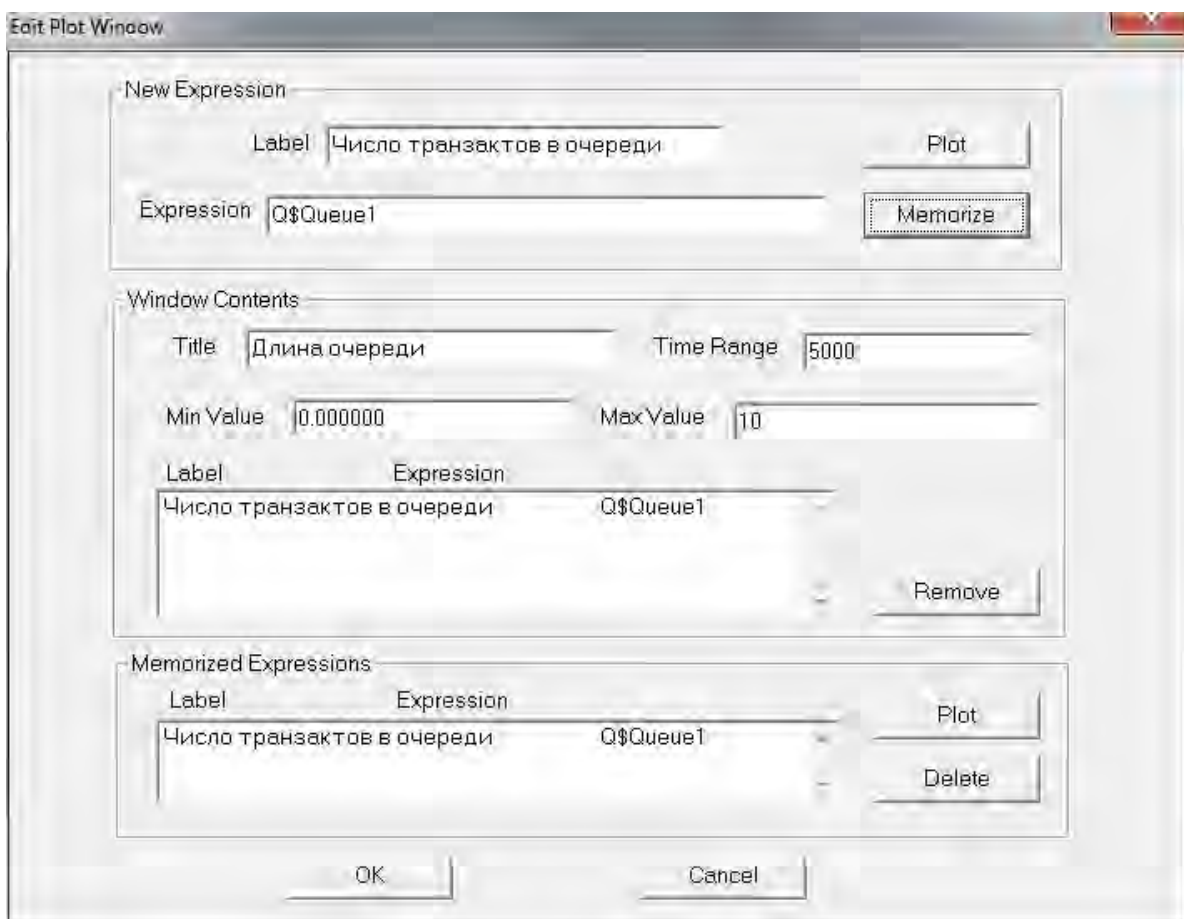 Edit Plot Window
New Expression
Label Число транзактов в очереди Plot
Expression Q$Queue1 Memorize
Window Contents
Title Длина очереди Time Range 5000
Min Value 0.000000 Max Value 10
Label Expression
Число транзактов в очереди Q$Queue1
Remove
Memorized Expressions
Label Expression
Plot
Число транзактов в очереди Q$Queue1
Delete
OK Cancel